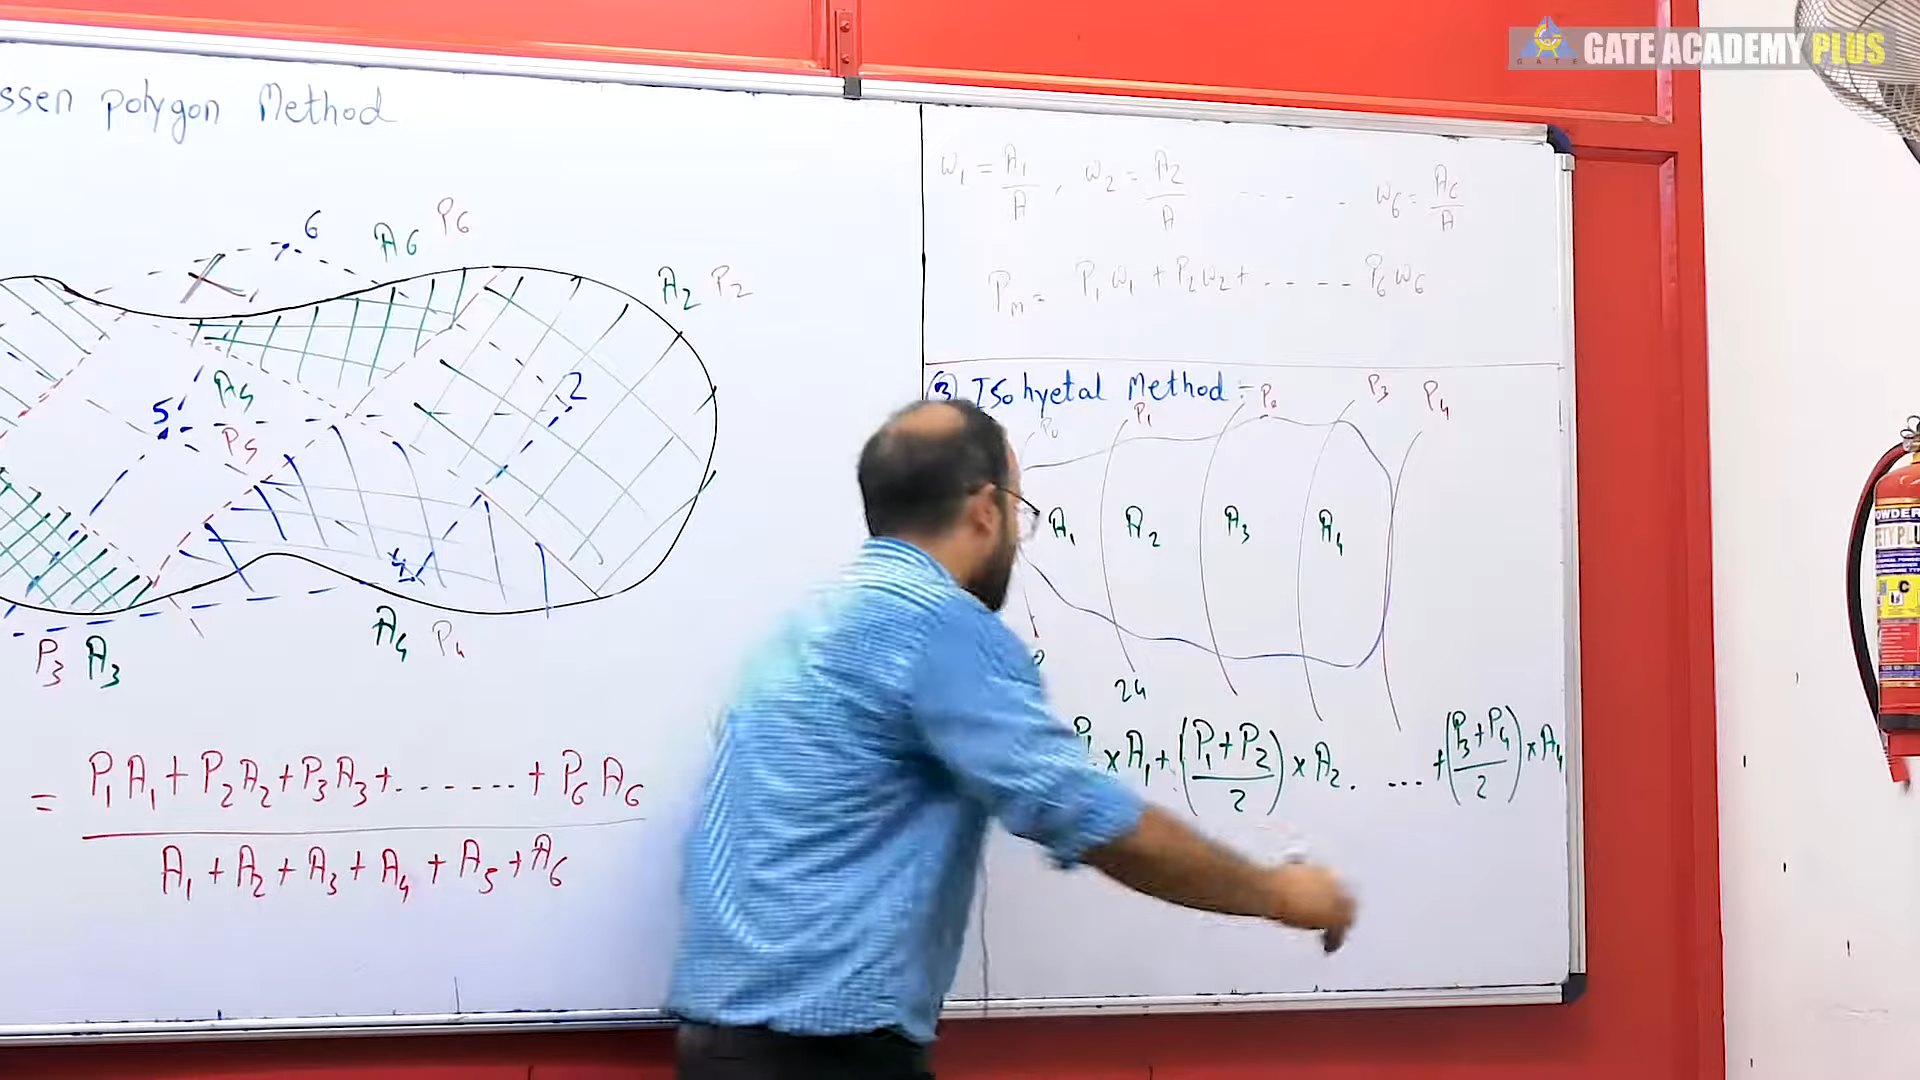 GATE ACADEMY PLUS
GATE
ssen polygon Method
6
A6 P6
A2 P2
2
5
A5
P5
4
A4 P4
P3 A3
= P1A1 + P2A2 + P3A3 + ...... + P6A6
A1 + A2 + A3 + A4 + A5 + A6
w1 = A1/A , w2 = A2/A ---- - w6 = A6/A
Pm = P1w1 + P2w2 + ----- P6w6
③ Isohyetal Method :-
P0 P1 P2 P3 P4
A1 A2 A3 A4
24
× A1 + (P1 + P2 / 2) × A2 . .... + (P3 + P4 / 2) × A4
C